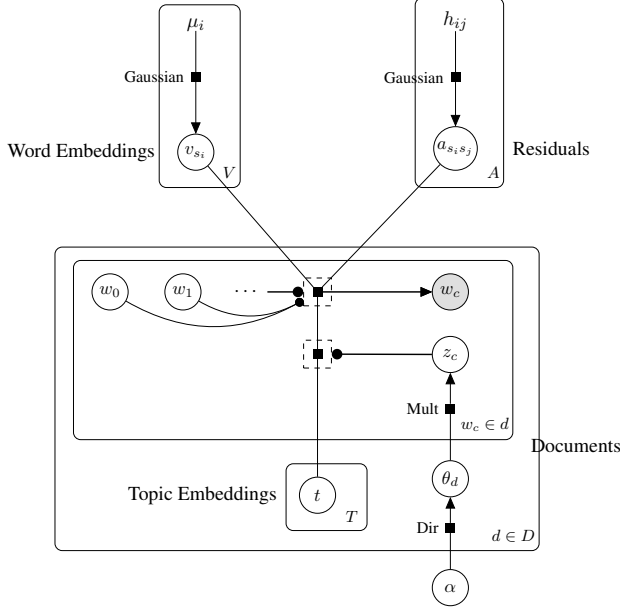 μ_i h_ij
Gaussian Gaussian
Word Embeddings v_{s_i} a_{s_i s_j} Residuals
V A
w_0 w_1 ... w_c
z_c
Mult
w_c ∈ d
Documents
Topic Embeddings t θ_d
T
Dir d ∈ D
α